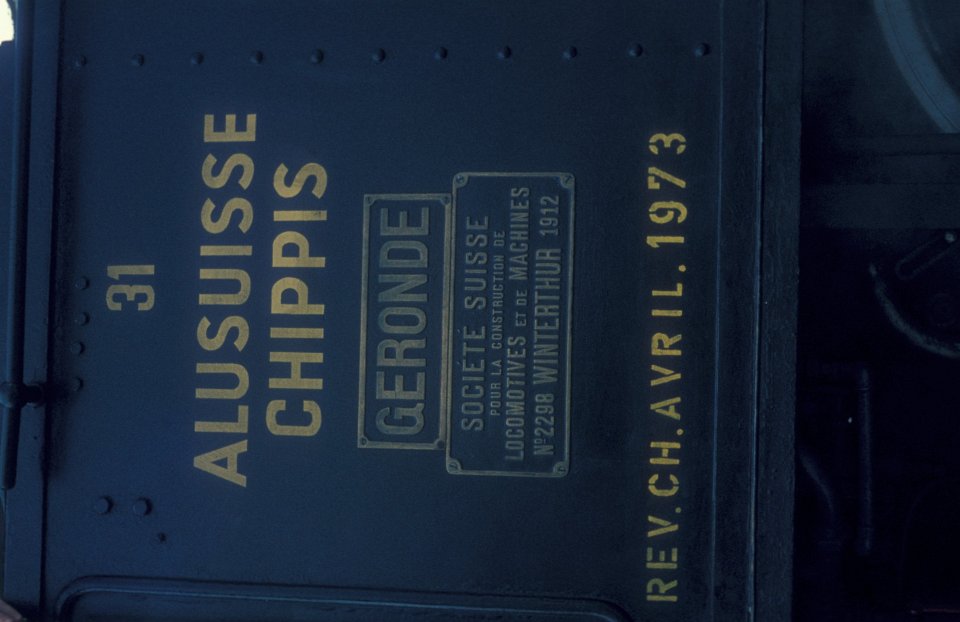 31
ALUSUISSE
CHIPPIS
GERONDE
SOCIÉTÉ SUISSE
POUR LA CONSTRUCTION DE
LOCOMOTIVES ET DE MACHINES
Nº2298 WINTERTHUR 1912
REV.CH.AVRIL.1973